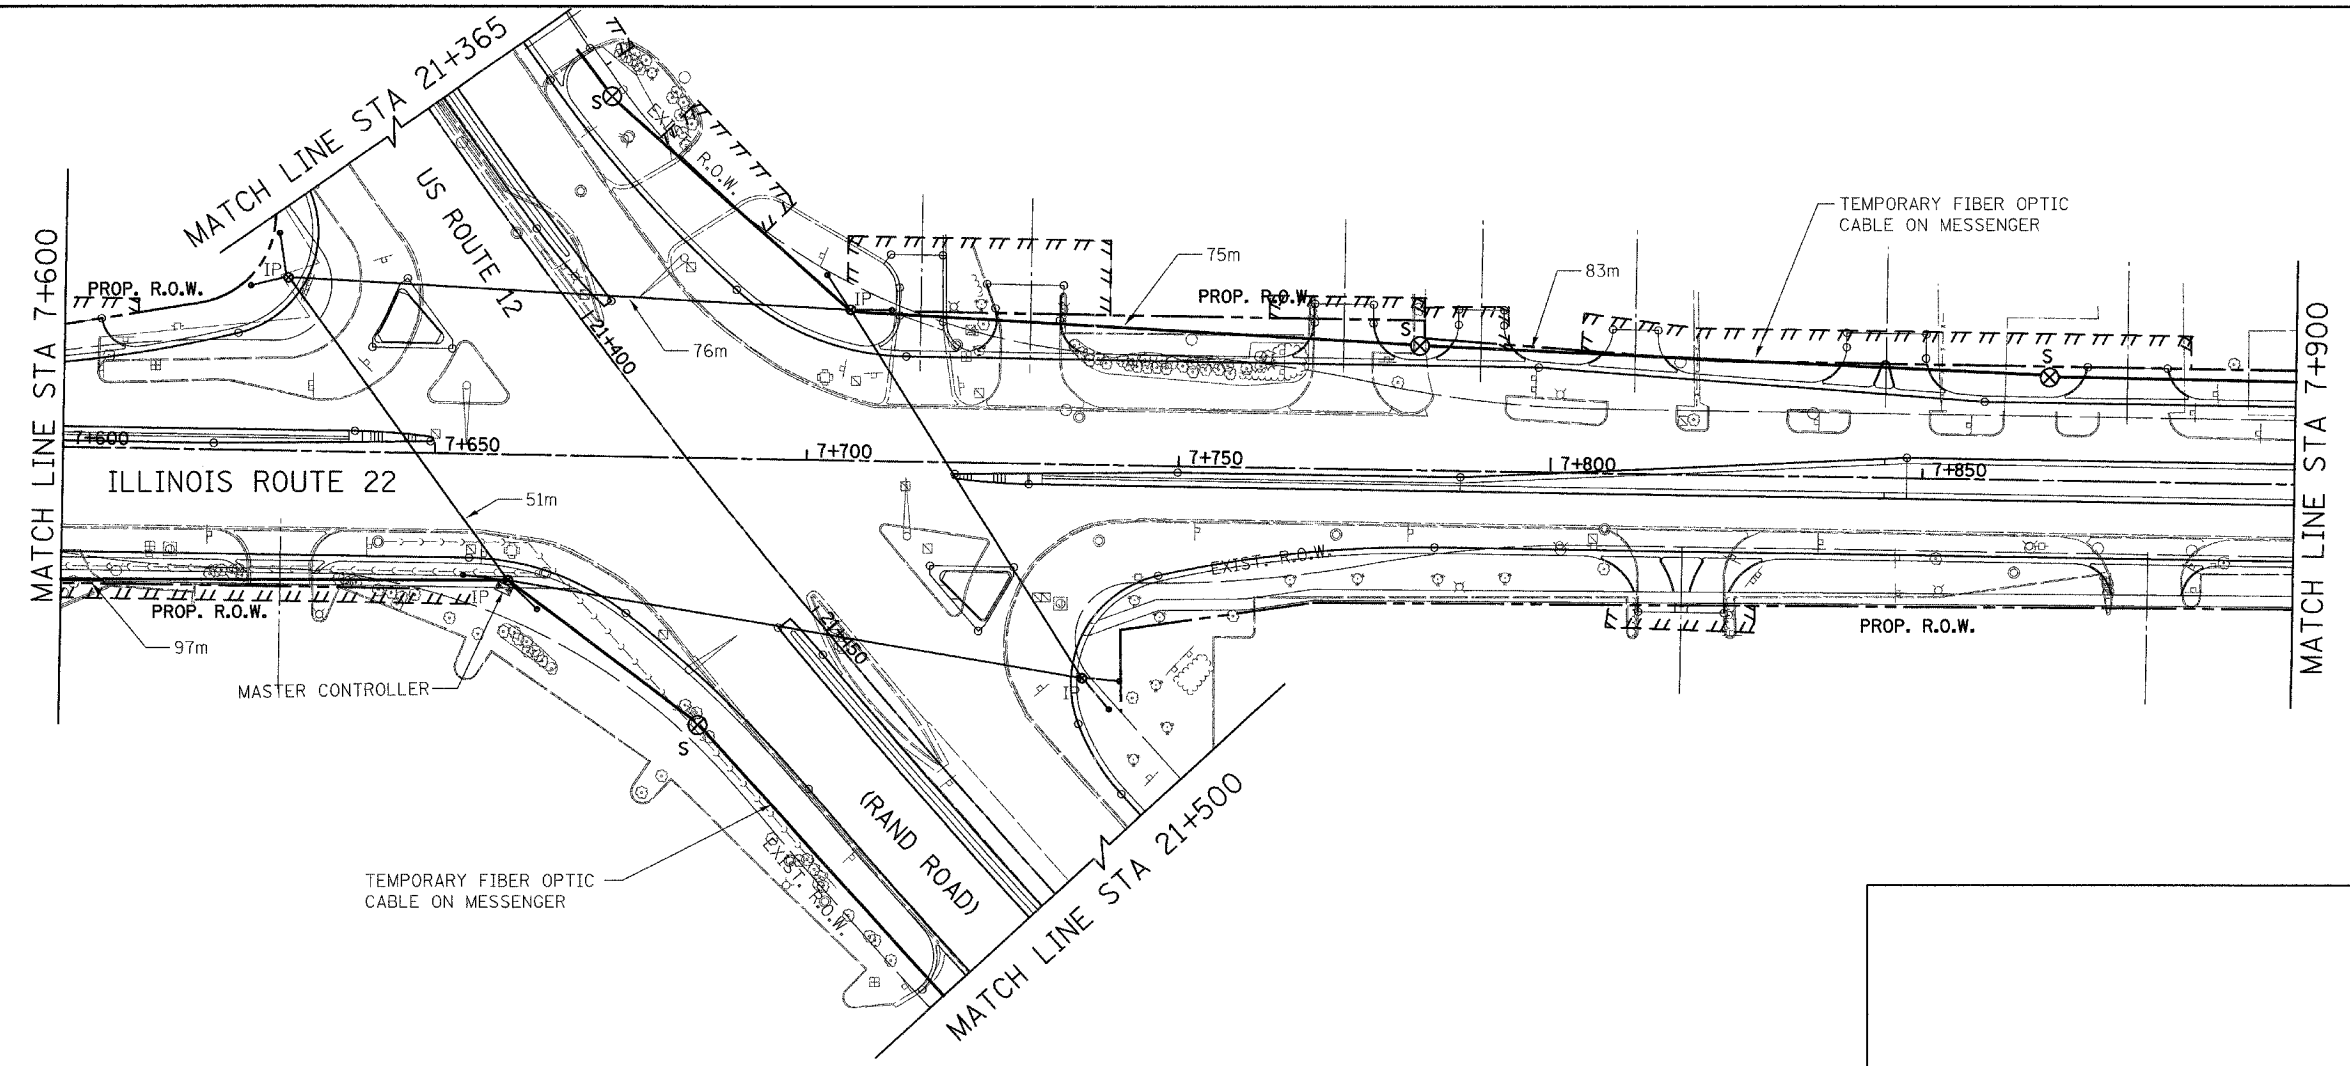 MATCH LINE STA 21+365
US ROUTE 12
EXIST. R.O.W.
S
TEMPORARY FIBER OPTIC
CABLE ON MESSENGER
MATCH LINE STA 7+600
PROP. R.O.W.
IP
75m
83m
IP
PROP. R.O.W.
S
S
MATCH LINE STA 7+900
21+400
76m
7+600
7+650
7+700
7+750
7+800
7+850
ILLINOIS ROUTE 22
51m
EXIST. R.O.W.
PROP. R.O.W.
IP
PROP. R.O.W.
97m
MASTER CONTROLLER
21+450
IP
S
(RAND ROAD)
MATCH LINE STA 21+500
TEMPORARY FIBER OPTIC
CABLE ON MESSENGER
EXIST. R.O.W.